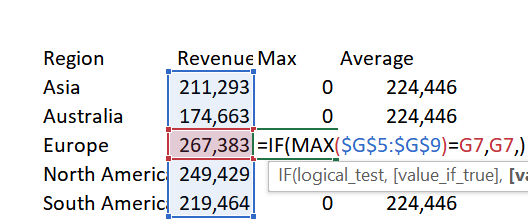 Region Revenue Max Average
Asia 211,293 0 224,446
Australia 174,663 0 224,446
Europe 267,383 =IF(MAX($G$5:$G$9)=G7,G7,)
North America 249,429
IF(logical_test, [value_if_true], [va
South America 219,464 0 224,446